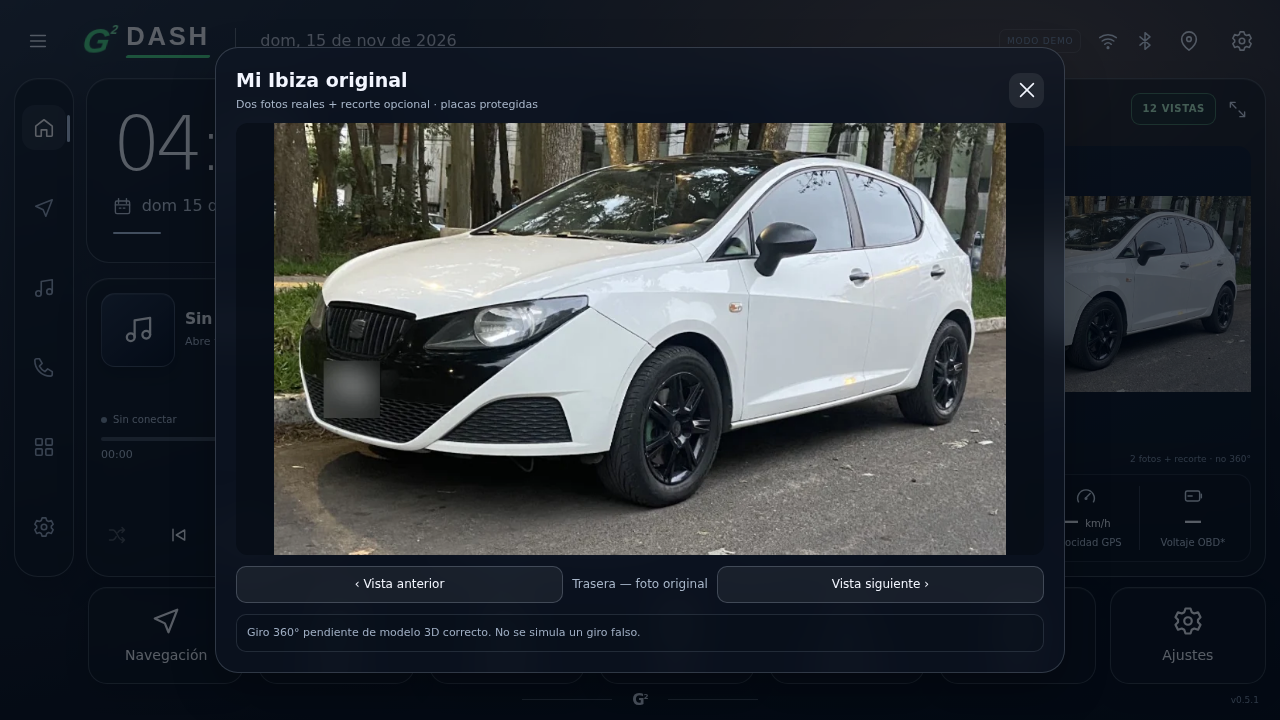 G² DASH
dom, 15 de nov de 2026
MODO DEMO
Mi Ibiza original
Dos fotos reales + recorte opcional · placas protegidas
12 VISTAS
04:
dom 15 d
Sin
Abre
Sin conectar
00:00
2 fotos + recorte · no 360°
— km/h
ocidad GPS
—
Voltaje OBD*
‹ Vista anterior
Trasera — foto original
Vista siguiente ›
Giro 360° pendiente de modelo 3D correcto. No se simula un giro falso.
Navegación
Ajustes
G²
v0.5.1